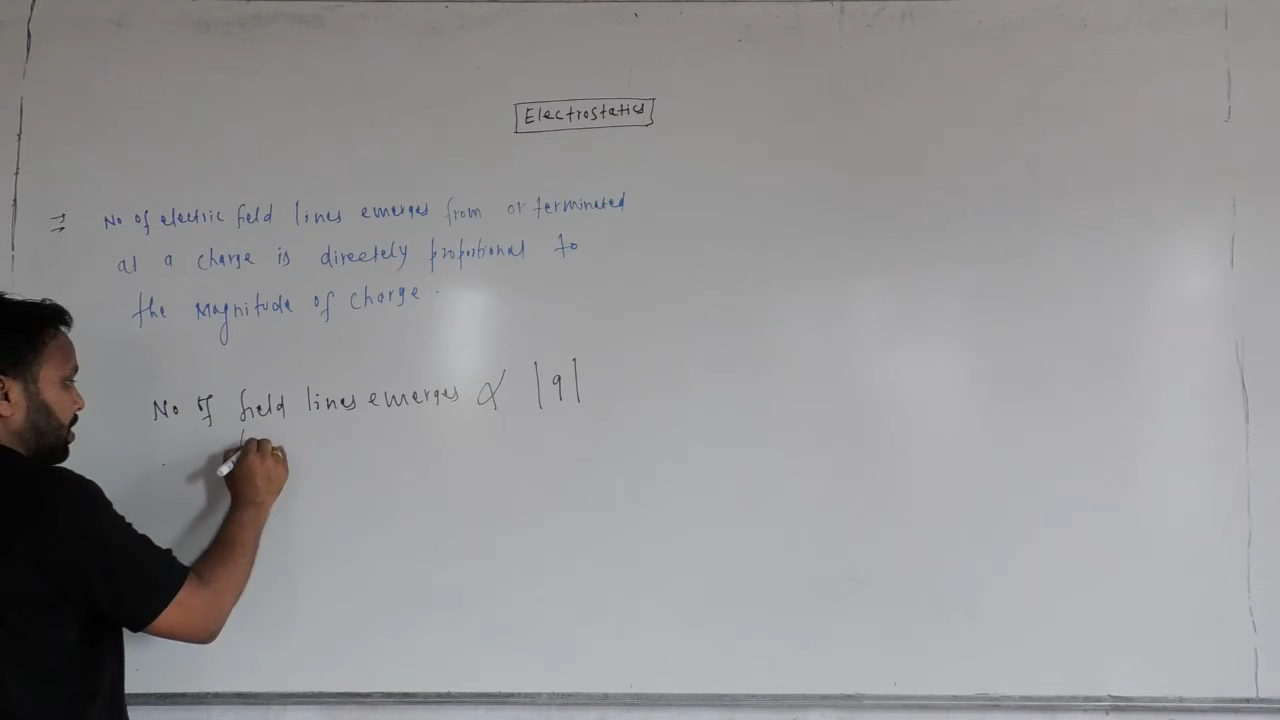 Electrostatics
⇒ No of electric field lines emerges from or terminated
at a charge is directely proportional to
the Magnitude of charge.
No of field lines emerges ∝ |q|